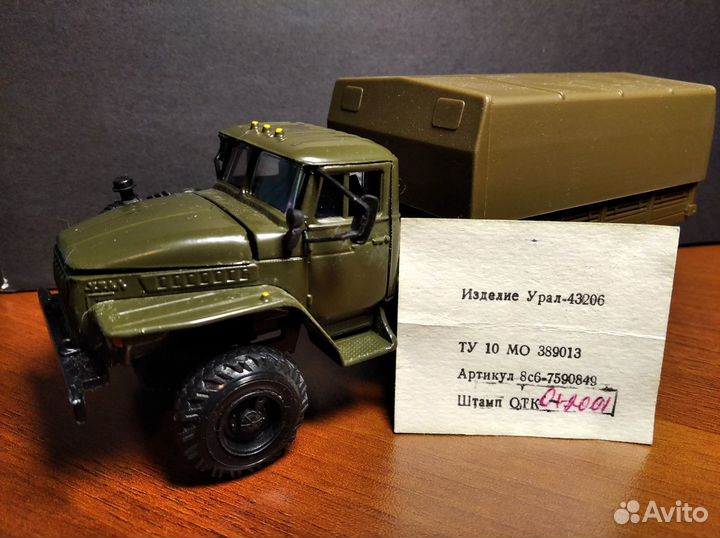 Изделие Урал-43206
ТУ 10 МО 389013
Артикул 8с6-7590849
Штамп ОТК 04-2001
Avito